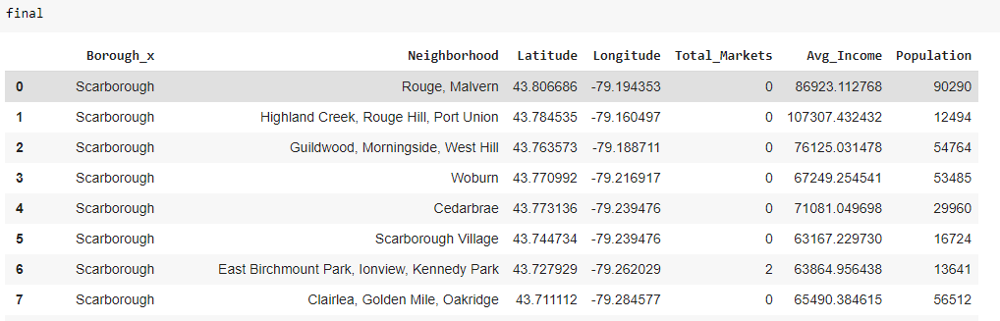 final
Borough_x Neighborhood Latitude Longitude Total_Markets Avg_Income Population
0 Scarborough Rouge, Malvern 43.806686 -79.194353 0 86923.112768 90290
1 Scarborough Highland Creek, Rouge Hill, Port Union 43.784535 -79.160497 0 107307.432432 12494
2 Scarborough Guildwood, Morningside, West Hill 43.763573 -79.188711 0 76125.031478 54764
3 Scarborough Woburn 43.770992 -79.216917 0 67249.254541 53485
4 Scarborough Cedarbrae 43.773136 -79.239476 0 71081.049698 29960
5 Scarborough Scarborough Village 43.744734 -79.239476 0 63167.229730 16724
6 Scarborough East Birchmount Park, Ionview, Kennedy Park 43.727929 -79.262029 2 63864.956438 13641
7 Scarborough Clairlea, Golden Mile, Oakridge 43.711112 -79.284577 0 65490.384615 56512